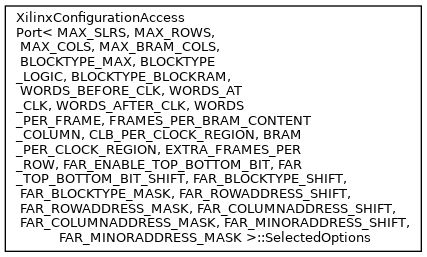 XilinxConfigurationAccess
Port< MAX_SLRS, MAX_ROWS,
MAX_COLS, MAX_BRAM_COLS,
BLOCKTYPE_MAX, BLOCKTYPE
_LOGIC, BLOCKTYPE_BLOCKRAM,
WORDS_BEFORE_CLK, WORDS_AT
_CLK, WORDS_AFTER_CLK, WORDS
_PER_FRAME, FRAMES_PER_BRAM_CONTENT
_COLUMN, CLB_PER_CLOCK_REGION, BRAM
_PER_CLOCK_REGION, EXTRA_FRAMES_PER
_ROW, FAR_ENABLE_TOP_BOTTOM_BIT, FAR
_TOP_BOTTOM_BIT_SHIFT, FAR_BLOCKTYPE_SHIFT,
FAR_BLOCKTYPE_MASK, FAR_ROWADDRESS_SHIFT,
FAR_ROWADDRESS_MASK, FAR_COLUMNADDRESS_SHIFT,
FAR_COLUMNADDRESS_MASK, FAR_MINORADDRESS_SHIFT,
FAR_MINORADDRESS_MASK >::SelectedOptions